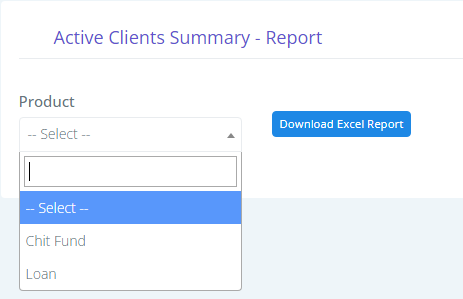 Active Clients Summary - Report
Product
-- Select --
Download Excel Report
-- Select --
Chit Fund
Loan